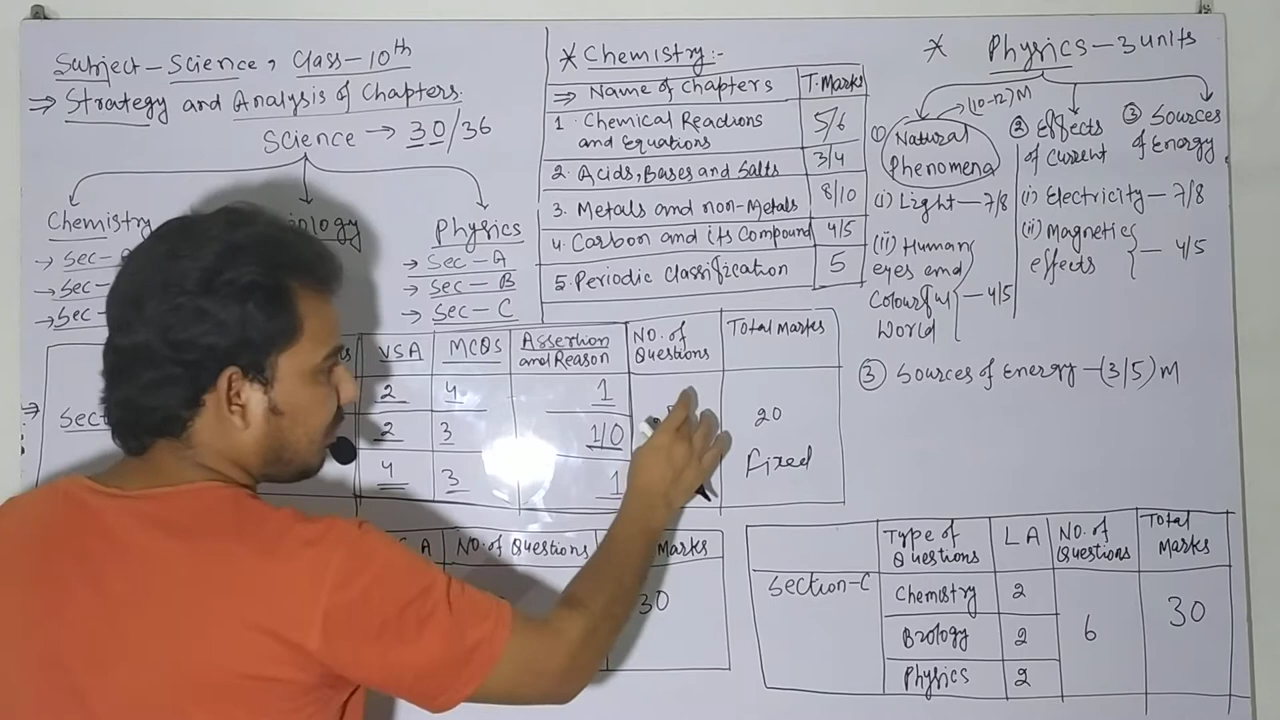 Subject - Science, Class - 10th
⇒ Strategy and Analysis of Chapters.
Science → 30/36
Chemistry
Physics
→ Sec-
→ Sec - A
→ Sec-
→ Sec - B
→ Sec-
→ Sec - C
* Chemistry:-
⇒ Name of Chapters T. Marks
1. Chemical Reactions
and Equations 5/6
2. Acids, Bases and Salts 3/4
3. Metals and non-Metals 8/10
4. Carbon and its Compound 4/5
5. Periodic Classification 5
* Physics - 3 units
→ (10-12) M
(1) Natural
Phenomena
(i) Light - 7/8
(ii) Human
eyes and
Colourful - 4/5
World
② Effects
of Current
(i) Electricity - 7/8
(ii) Magnetic
effects - 4/5
③ Sources
of Energy
③ Sources of Energy - (3/5) M
VSA MCQS Assertion
and Reason NO. of
Questions Total Marks
2 4 1
2 3 1/0
4 3 1
20
Fixed
A NO. of Questions Marks
30
Type of
Questions LA NO. of
Questions Total
Marks
Section-C
Chemistry 2
Biology 2
Physics 2
6
30